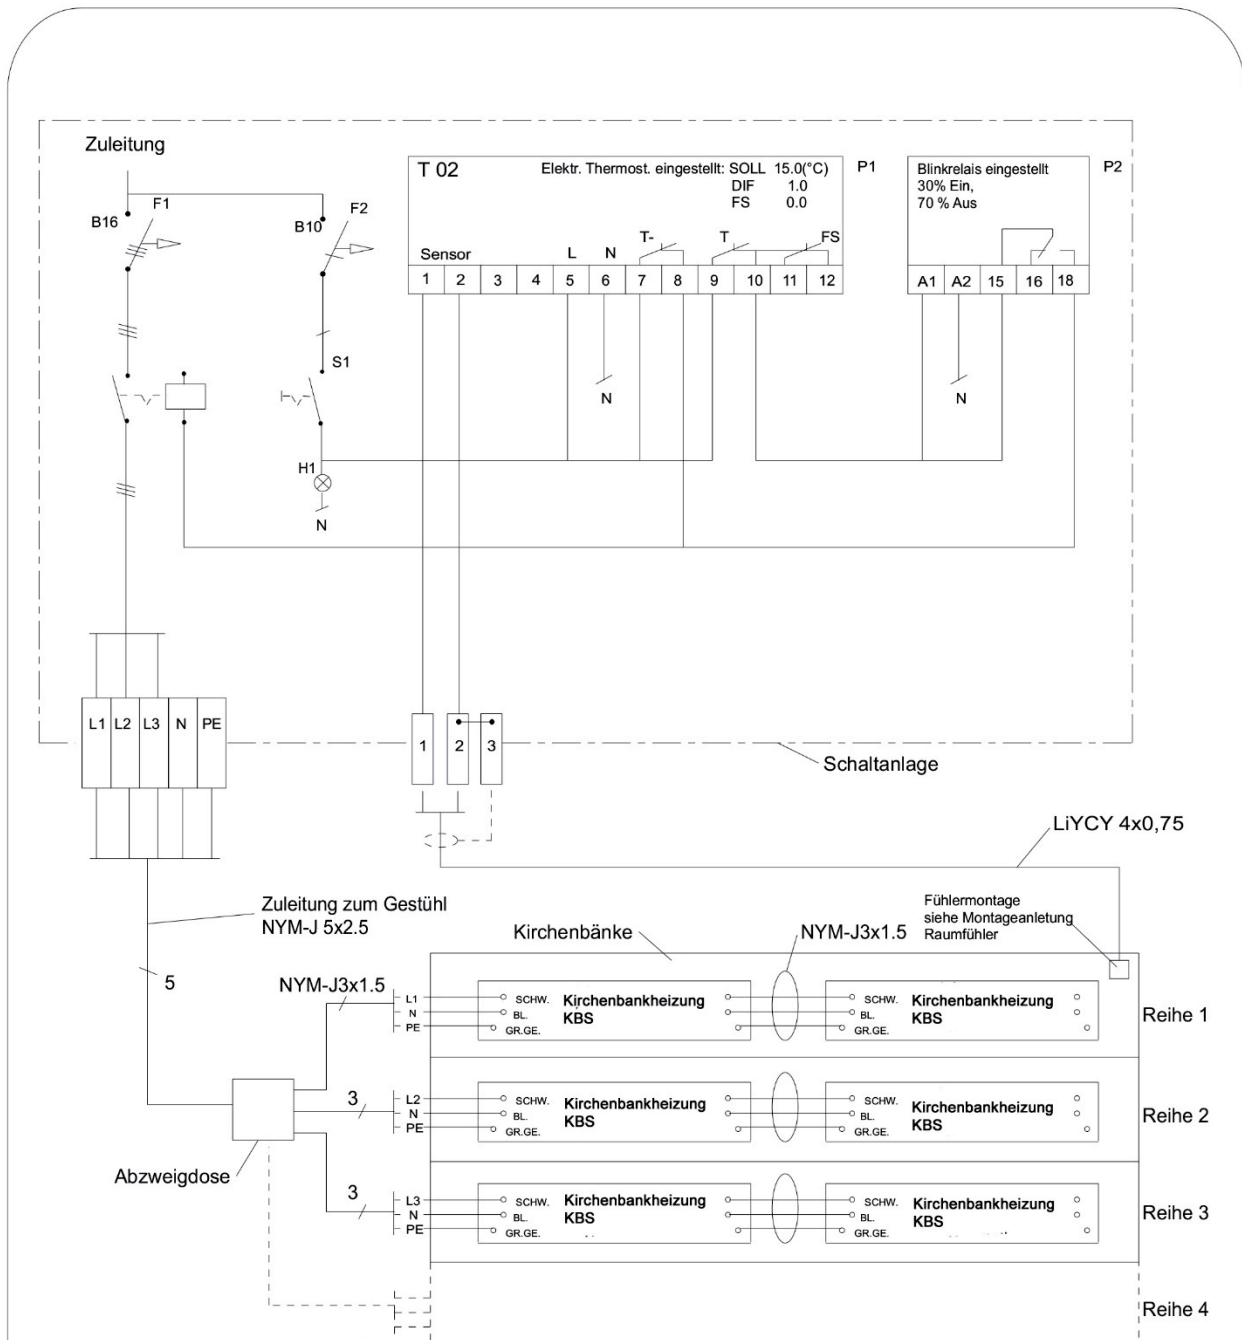 Zuleitung
B16
F1
B10
F2
T 02
Elektr. Thermost. eingestellt: SOLL 15.0(°C)
DIF 1.0
FS 0.0
P1
Sensor
L
N
T-
T
FS
1 2 3 4 5 6 7 8 9 10 11 12
N
Blinkrelais eingestellt
30% Ein,
70 % Aus
P2
A1 A2 15 16 18
N
S1
H1
N
L1 L2 L3 N PE
1 2 3
Schaltanlage
LiYCY 4x0,75
Zuleitung zum Gestühl
NYM-J 5x2.5
5
Kirchenbänke
NYM-J3x1.5
Fühlermontage
siehe Montageanletung
Raumfühler
NYM-J3x1.5
L1
N
PE
SCHW.
BL.
GR.GE.
Kirchenbankheizung
KBS
SCHW.
BL.
GR.GE.
Kirchenbankheizung
KBS
Reihe 1
3
L2
N
PE
SCHW.
BL.
GR.GE.
Kirchenbankheizung
KBS
SCHW.
BL.
GR.GE.
Kirchenbankheizung
KBS
Reihe 2
Abzweigdose
3
L3
N
PE
SCHW.
BL.
GR.GE.
Kirchenbankheizung
KBS
SCHW.
BL.
GR.GE.
Kirchenbankheizung
KBS
Reihe 3
Reihe 4